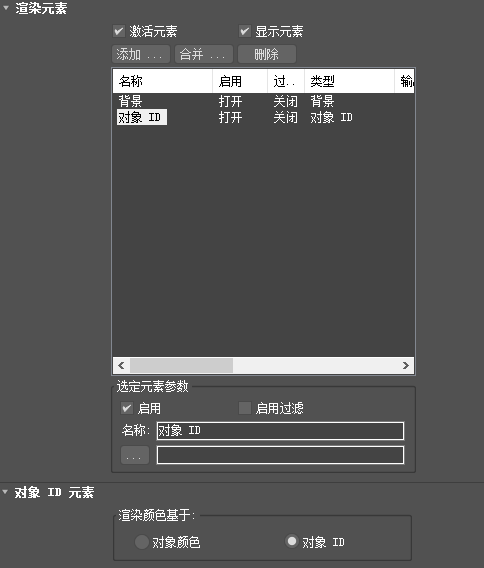 渲染元素
激活元素 显示元素
添加 ... 合并 ... 删除
名称 启用 过.. 类型
背景 打开 关闭 背景
对象 ID 打开 关闭 对象 ID
选定元素参数
启用 启用过滤
名称: 对象 ID
...
对象 ID 元素
渲染颜色基于:
对象颜色 对象 ID